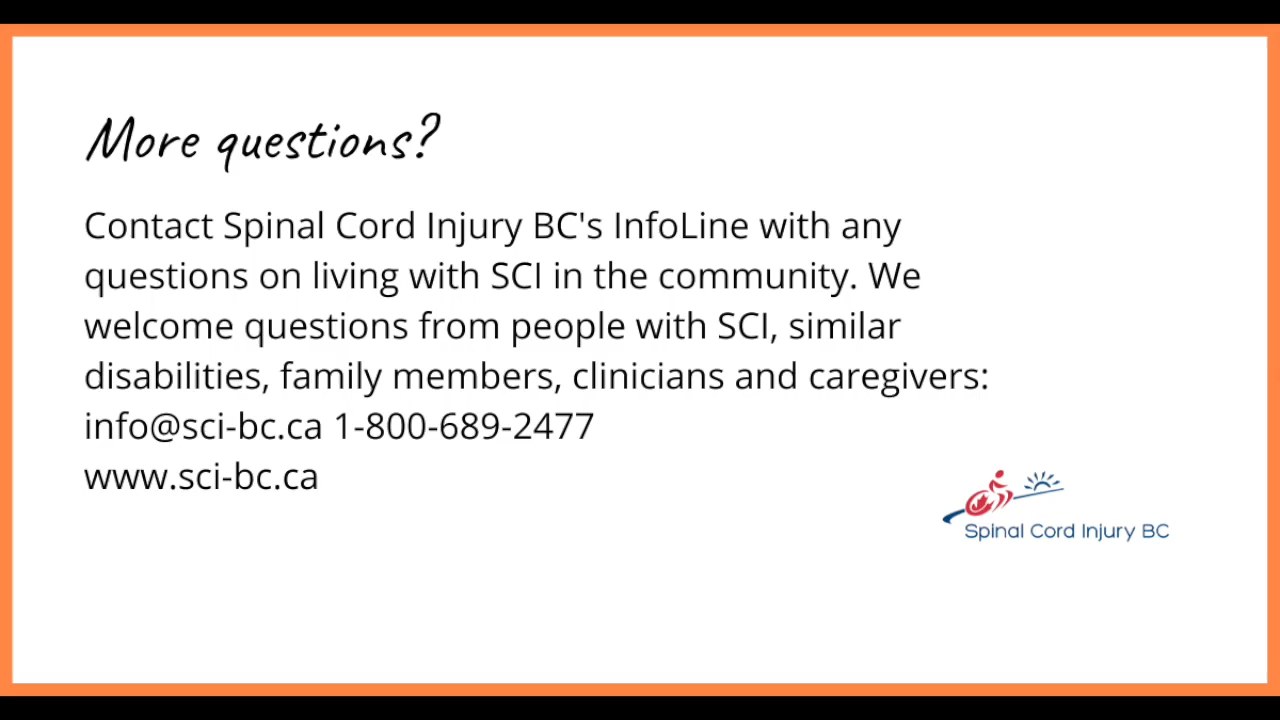 More questions?
Contact Spinal Cord Injury BC's InfoLine with any
questions on living with SCI in the community. We
welcome questions from people with SCI, similar
disabilities, family members, clinicians and caregivers:
info@sci-bc.ca 1-800-689-2477
www.sci-bc.ca
Spinal Cord Injury BC